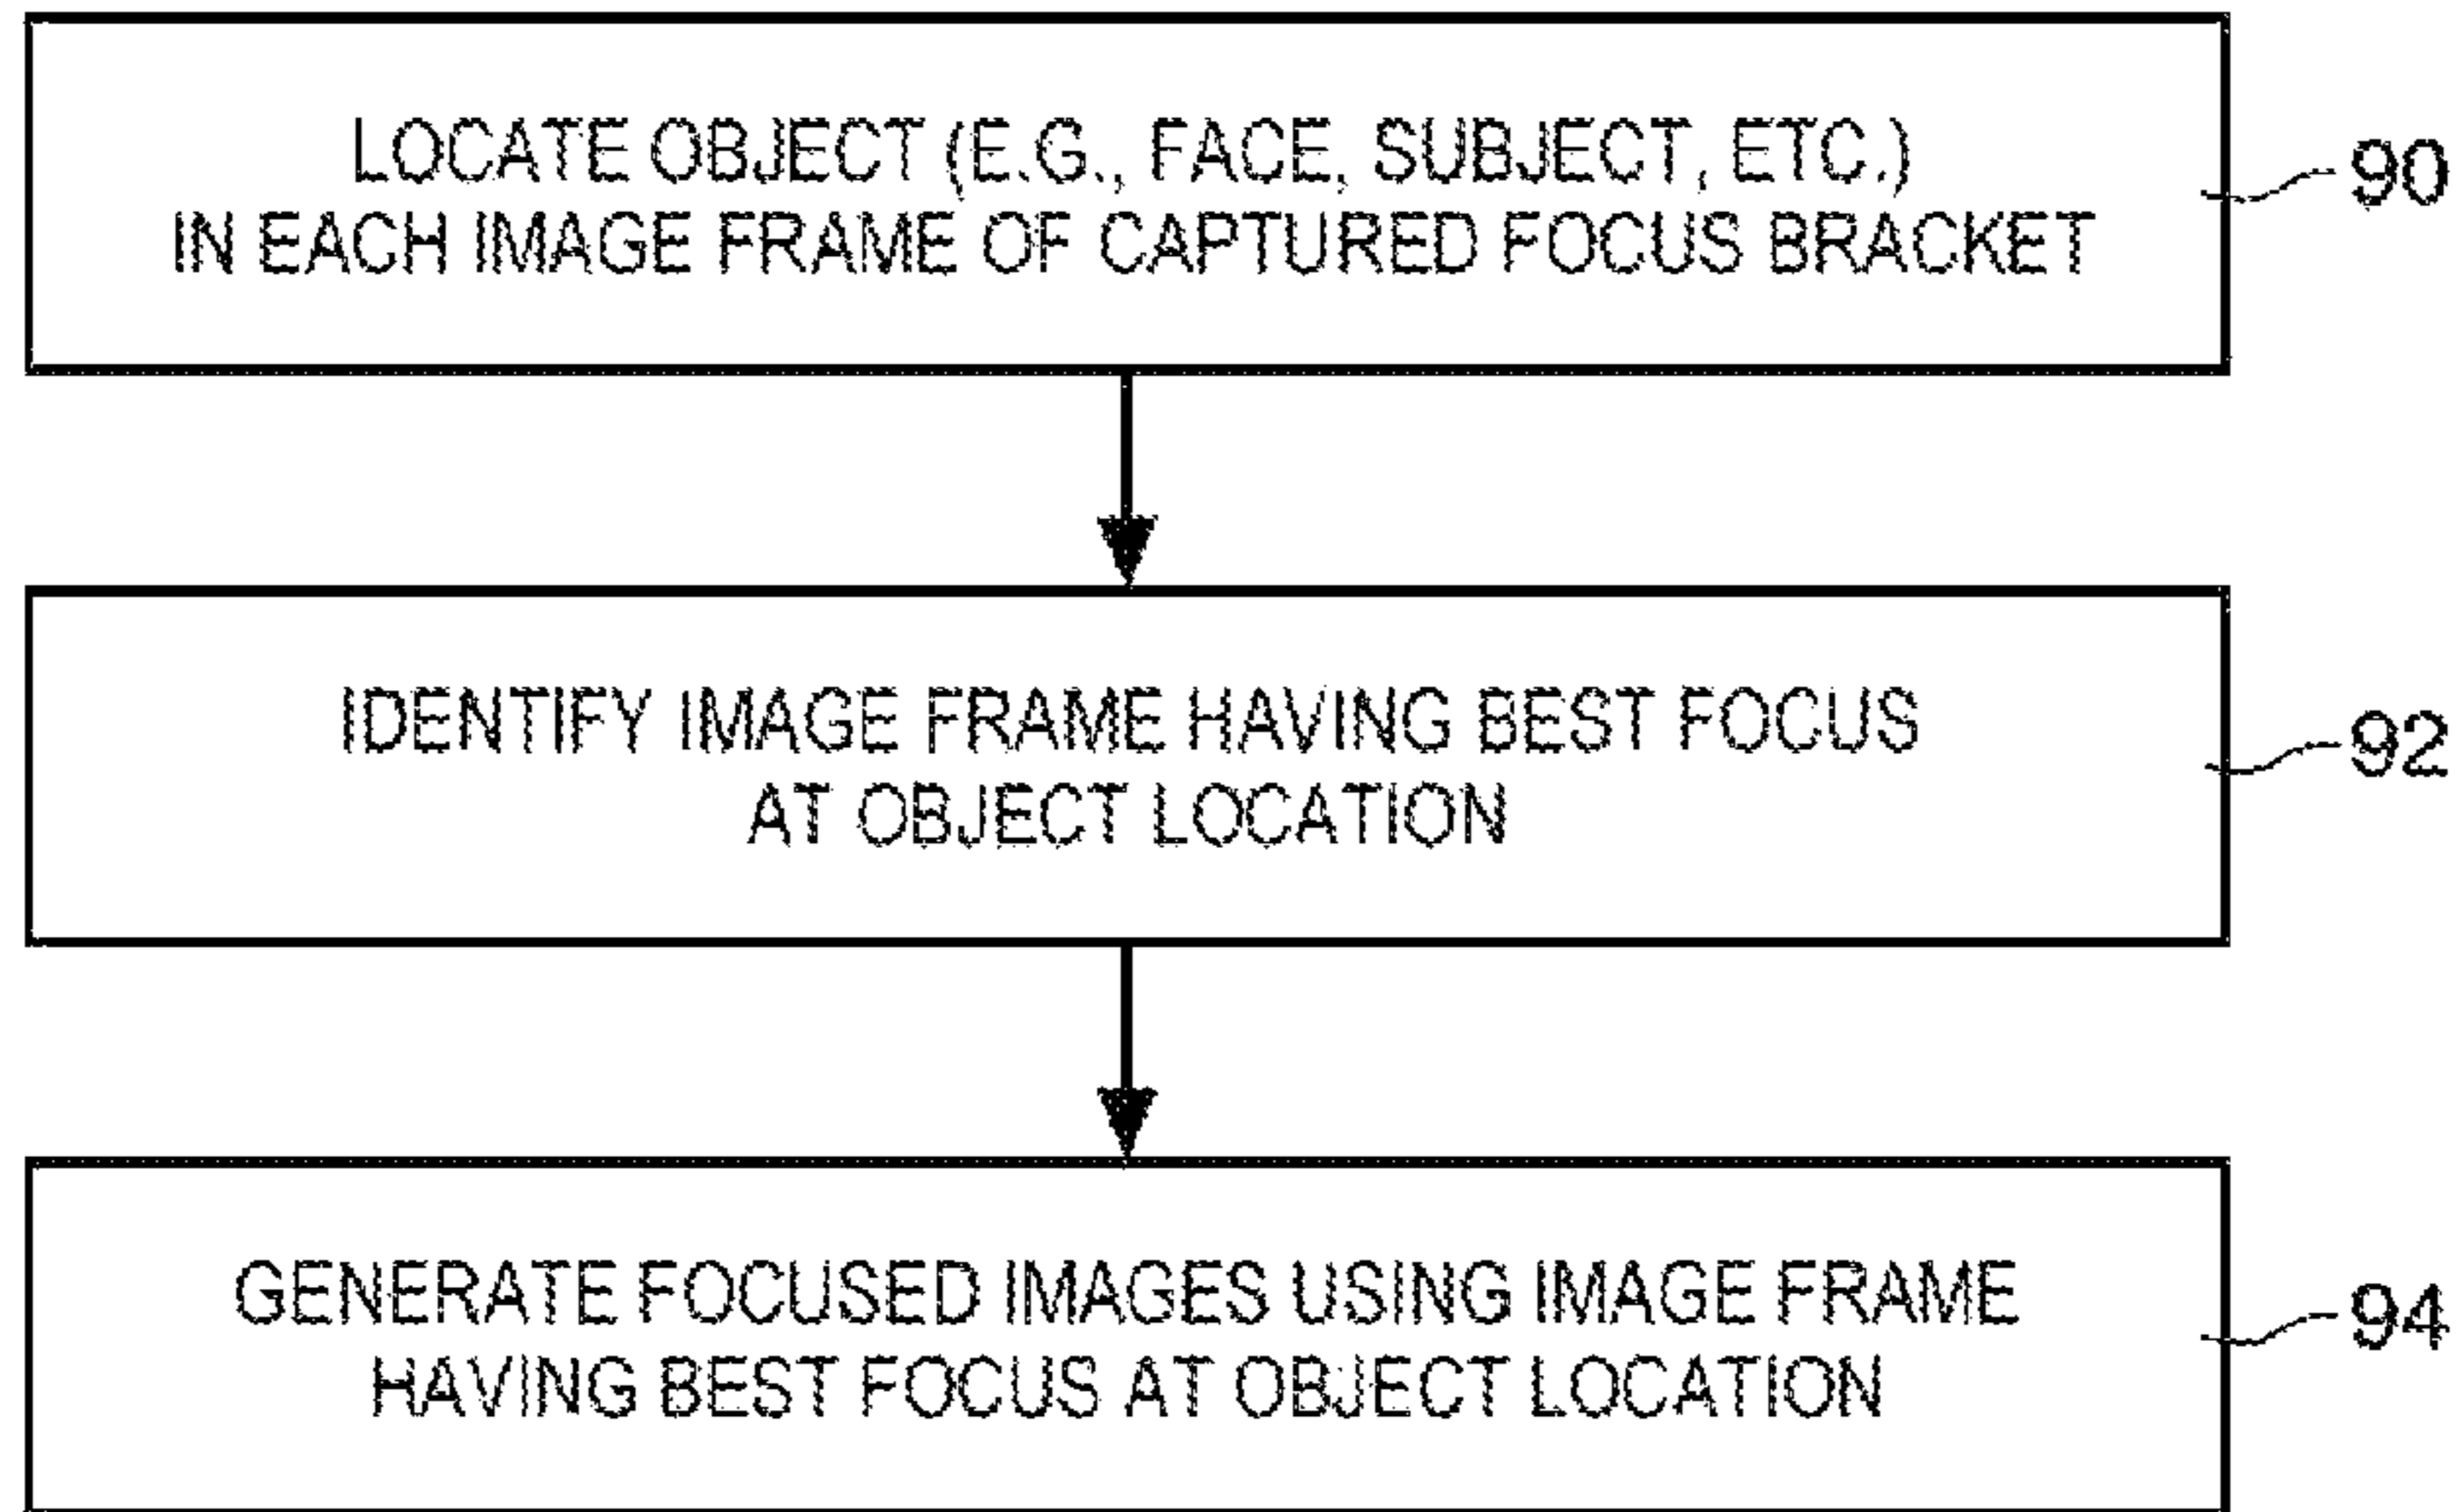 LOCATE OBJECT (E.G., FACE, SUBJECT, ETC.)
IN EACH IMAGE FRAME OF CAPTURED FOCUS BRACKET
90
IDENTIFY IMAGE FRAME HAVING BEST FOCUS
AT OBJECT LOCATION
92
GENERATE FOCUSED IMAGES USING IMAGE FRAME
HAVING BEST FOCUS AT OBJECT LOCATION
94